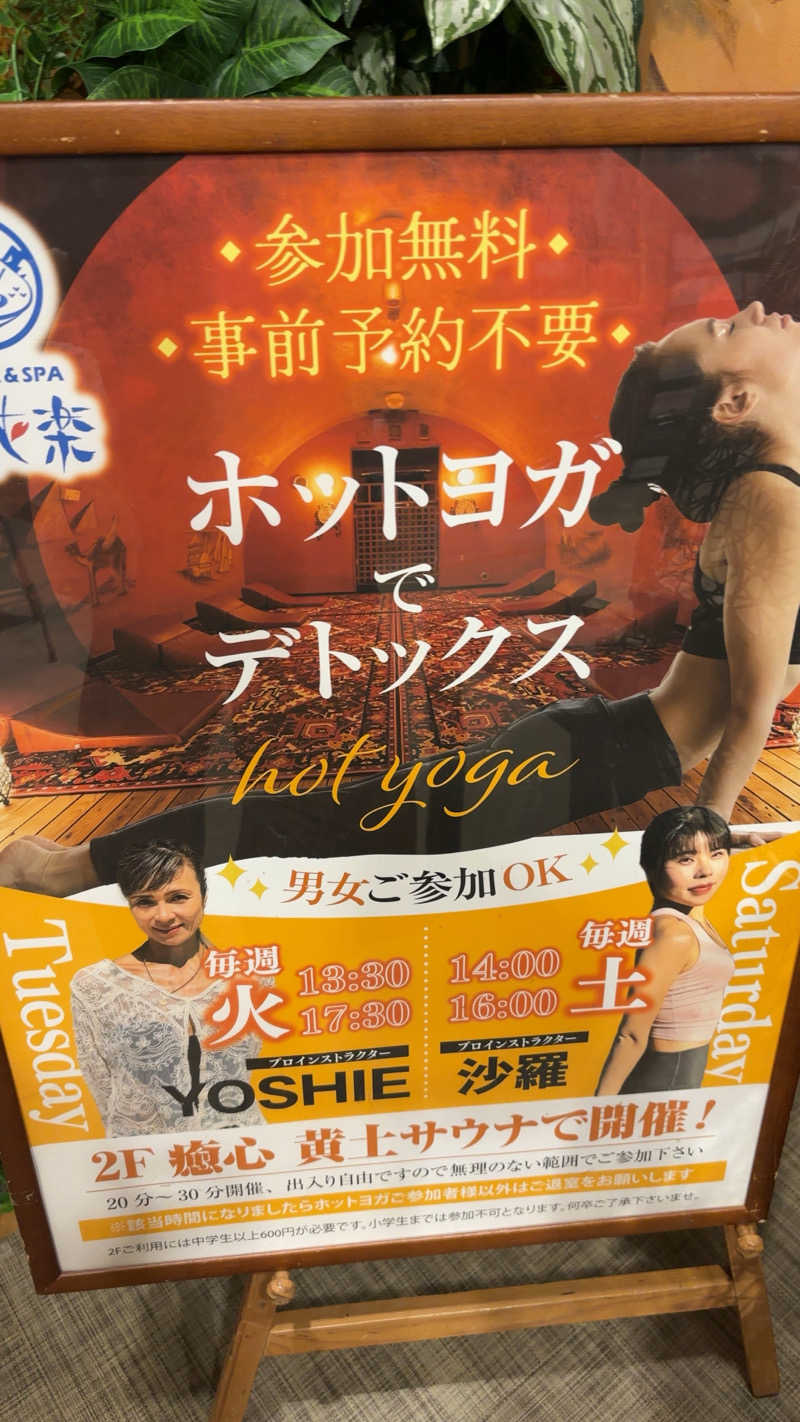 ・参加無料・
・事前予約不要・
&SPA
楽
ホットヨガ
で
デトックス
hot yoga
男女ご参加OK
Tuesday
毎週
火
13:30
17:30
プロインストラクター
YOSHIE
14:00
16:00
毎週
土
プロインストラクター
沙羅
Saturday
2F 癒心 黄土サウナで開催！
20分～30分開催、出入り自由ですので無理のない範囲でご参加下さい
※該当時間になりましたらホットヨガご参加者様以外はご退室をお願いします
2Fご利用には中学生以上600円が必要です。小学生までは参加不可となります。何卒ご了承下さいませ。